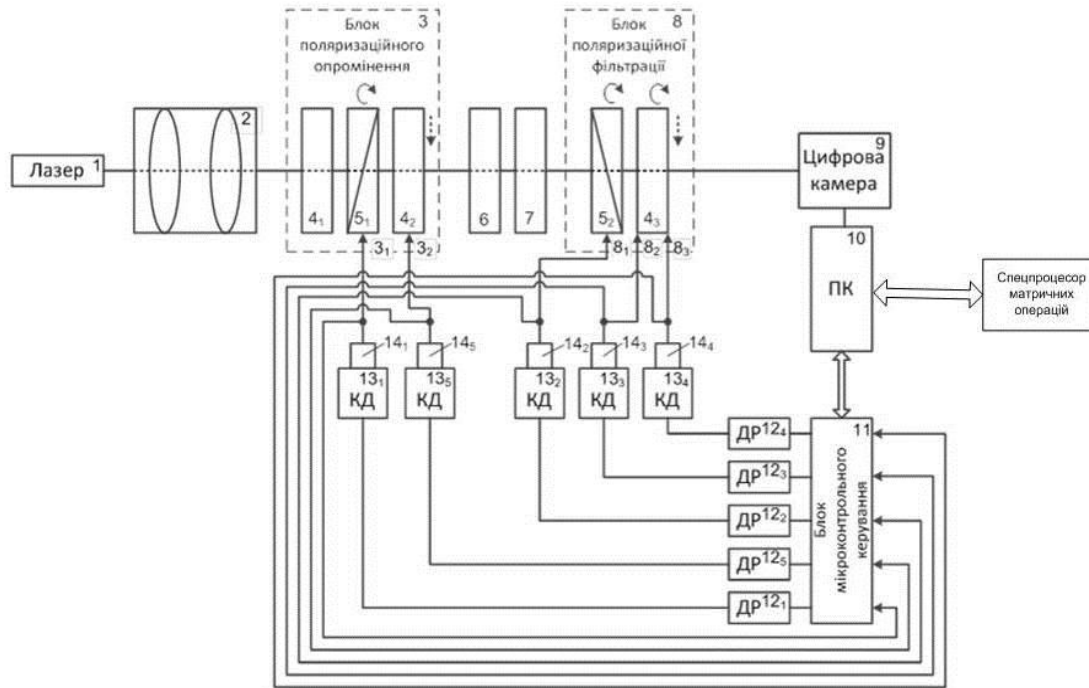 Блок 3
поляризаційного
опромінення
Блок 8
поляризаційної
фільтрації
Лазер 1
2
4₁
5₁
4₂
6
7
5₂
4₃
9
Цифрова
камера
3₁
3₂
8₁
8₂
8₃
10
ПК
Спецпроцесор
матричних
операцій
14₁
14₅
14₂
14₃
14₄
13₁
КД
13₅
КД
13₂
КД
13₃
КД
13₄
КД
ДР12₄
ДР12₃
ДР12₂
ДР12₅
ДР12₁
11
Блок
мікроконтрольного
керування